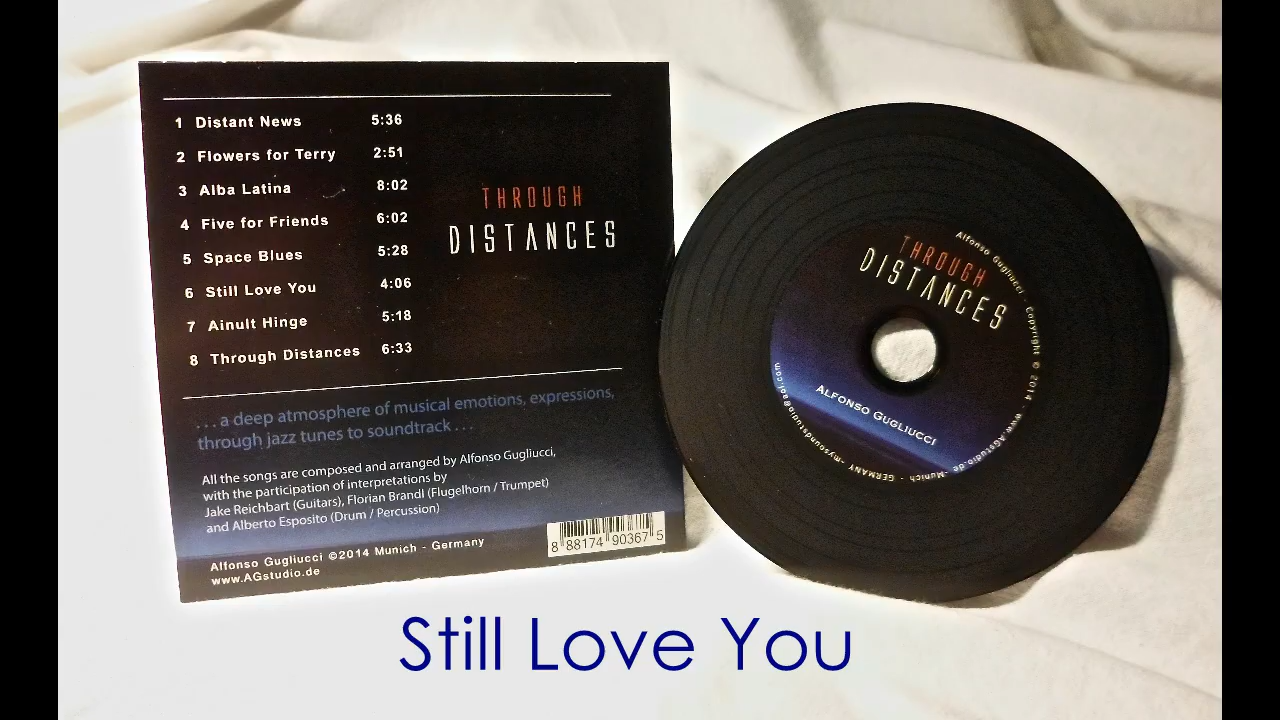 1 Distant News 5:36
2 Flowers for Terry 2:51
3 Alba Latina 8:02
4 Five for Friends 6:02
5 Space Blues 5:28
6 Still Love You 4:06
7 Ainult Hinge 5:18
8 Through Distances 6:33
THROUGH
DISTANCES
...a deep atmosphere of musical emotions, expressions,
through jazz tunes to soundtrack...
All the songs are composed and arranged by Alfonso Gugliucci,
with the participation of interpretations by
Jake Reichbart (Guitars), Florian Brandl (Flugelhorn / Trumpet)
and Alberto Esposito (Drum / Percussion)
Alfonso Gugliucci ©2014 Munich - Germany
www.AGstudio.de
8 88174 90367 5
THROUGH
DISTANCES
ALFONSO GUGLIUCCI
Alfonso Gugliucci - Copyright © 2014 - www.AGstudio.de - Munich - GERMANY - mysoundstudio@aol.com
Still Love You